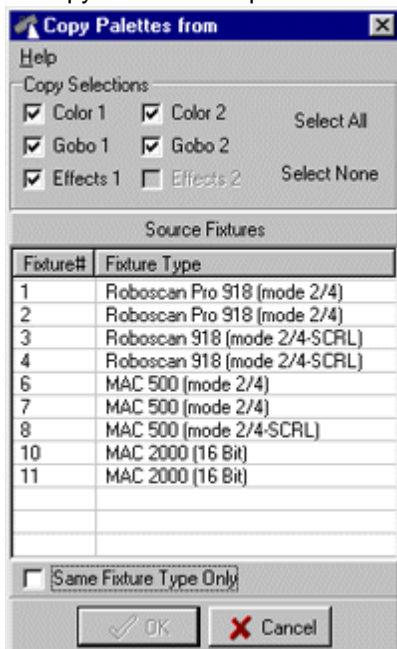 Copy Palettes from
Help
Copy Selections
Color 1 Color 2 Select All
Gobo 1 Gobo 2
Effects 1 Effects 2 Select None
Source Fixtures
Fixture# Fixture Type
1 Roboscan Pro 918 (mode 2/4)
2 Roboscan Pro 918 (mode 2/4)
3 Roboscan 918 (mode 2/4-SCRL)
4 Roboscan 918 (mode 2/4-SCRL)
6 MAC 500 (mode 2/4)
7 MAC 500 (mode 2/4)
8 MAC 500 (mode 2/4-SCRL)
10 MAC 2000 (16 Bit)
11 MAC 2000 (16 Bit)
Same Fixture Type Only
OK Cancel